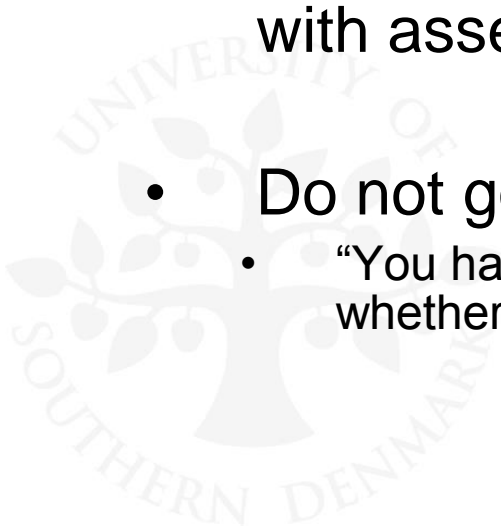 with asse
• Do not g
• “You ha
whether
UNIVERSITY OF
SOUTHERN DENMARK